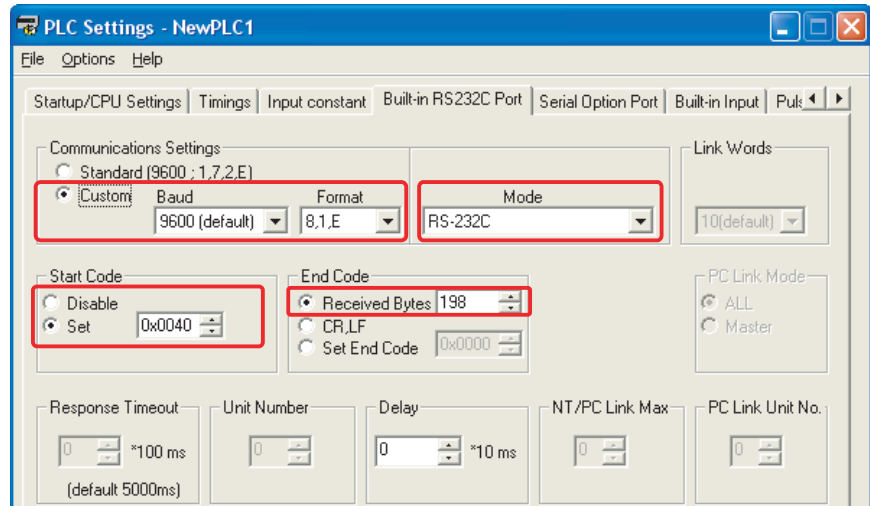 PLC Settings - NewPLC1
File Options Help
Startup/CPU Settings Timings Input constant Built-in RS232C Port Serial Option Port Built-in Input Puls
Communications Settings
Link Words
Standard (9600 ; 1,7,2,E)
Custom Baud Format Mode
9600 (default) 8,1,E RS-232C 10(default)
Start Code End Code PC Link Mode
Disable Received Bytes 198 ALL
Set 0x0040 CR,LF Master
Set End Code 0x0000
Response Timeout Unit Number Delay NT/PC Link Max PC Link Unit No.
0 *100 ms 0 0 *10 ms 0 0
(default 5000ms)